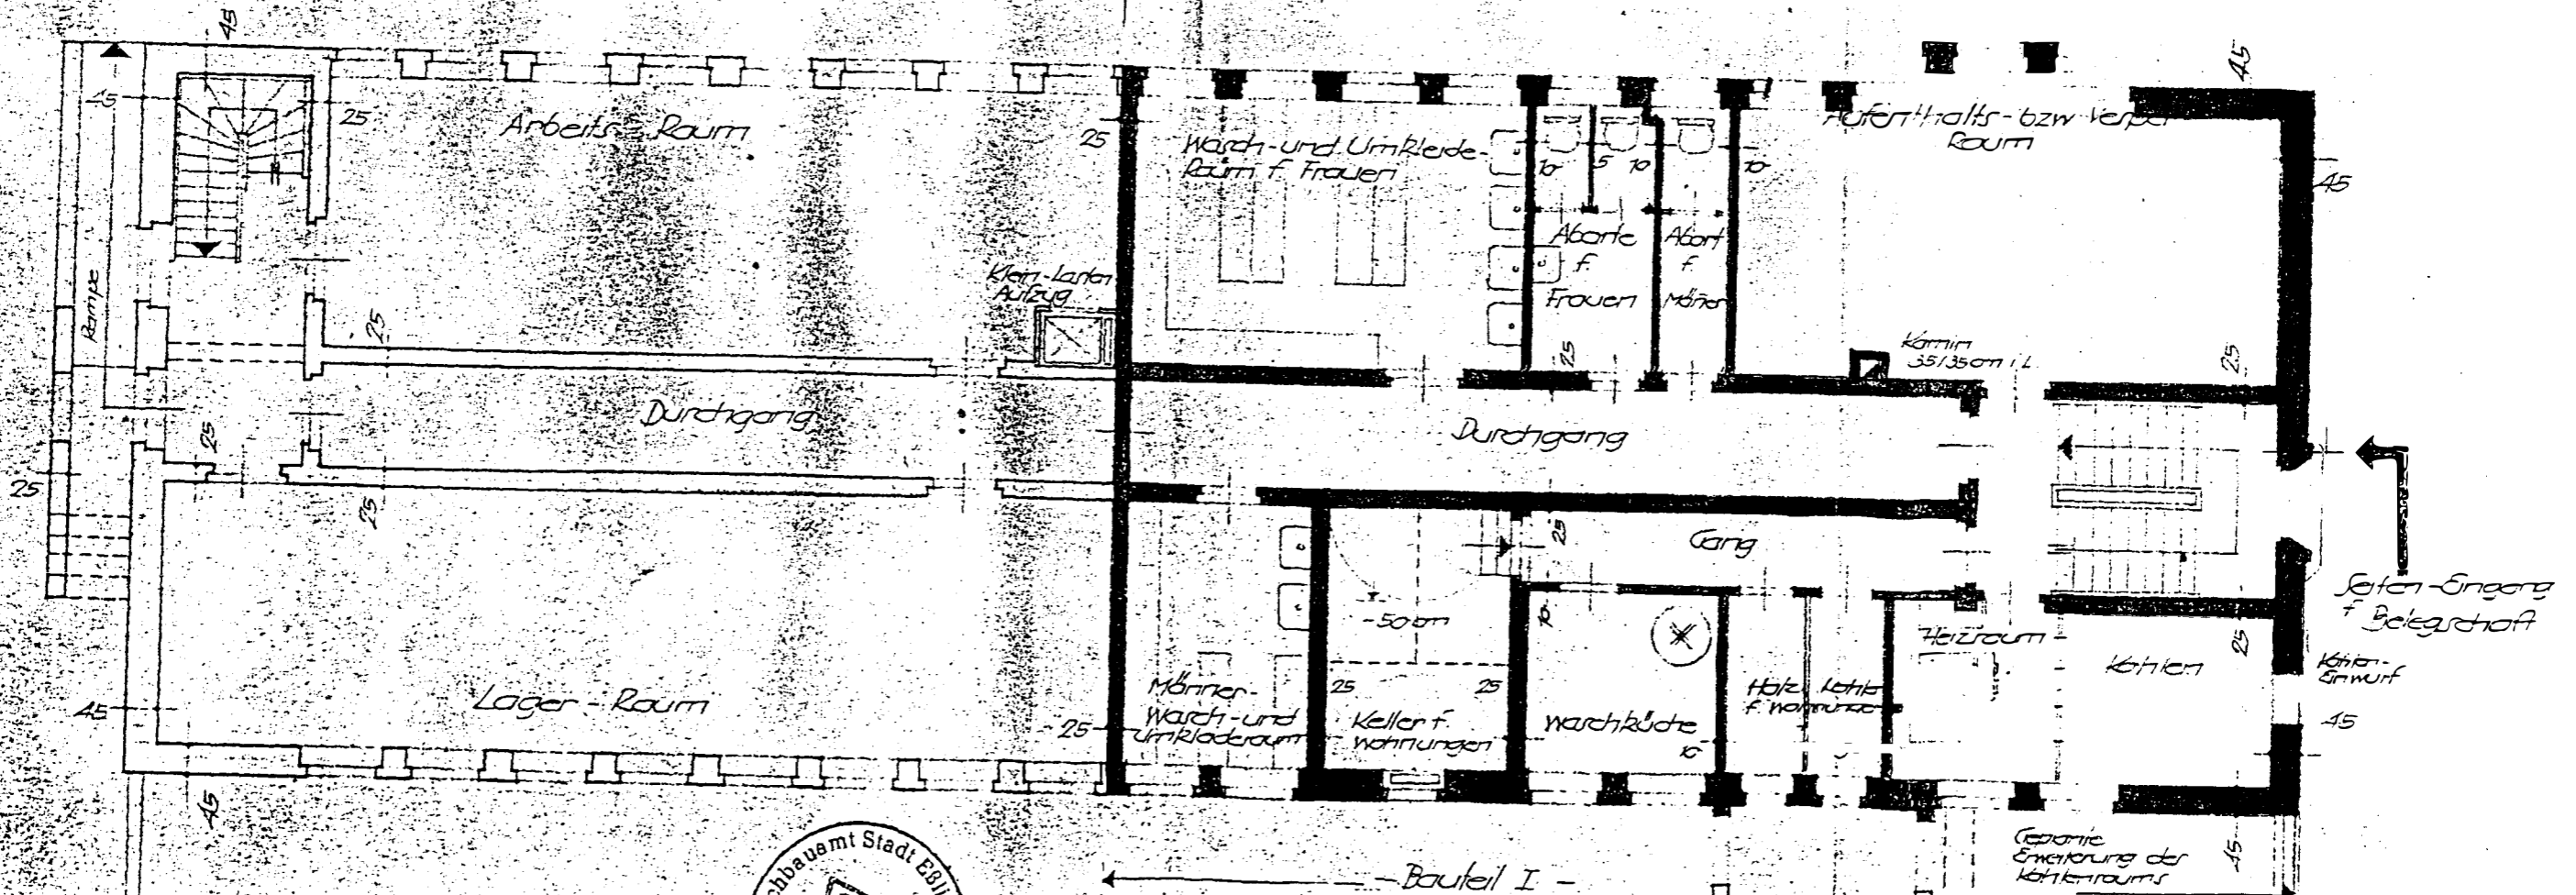 45
45
45
25
Arbeits-Raum
25
Wasch-und Umkleide-
Raum f. Frauen
10
5
10
10
Aufenthalts-bzw Vesper
Raum
45
Rampe
Klein-Lasten
Aufzug
Aborte
f.
Frauen
Abort
f.
Männer
25
25
Kamin
35/35 cm i.L.
25
25
Durchgang
Durchgang
25
25
25
Gang
Seiten-Eingang
f.
Belegschaft
-50 cm
10
Heizraum
Kohlen
25
Kohlen-
Einwurf
45
45
Lager-Raum
25
Männer-
Wasch-und
Umkleideraum
25
25
Keller f.
Wohnungen
Waschküche
10
Holz
f. Wohnungen
45
Hochbauamt Stadt Eßli
Bauteil I
Geplante
Erweiterung der
Kohlenraums
45